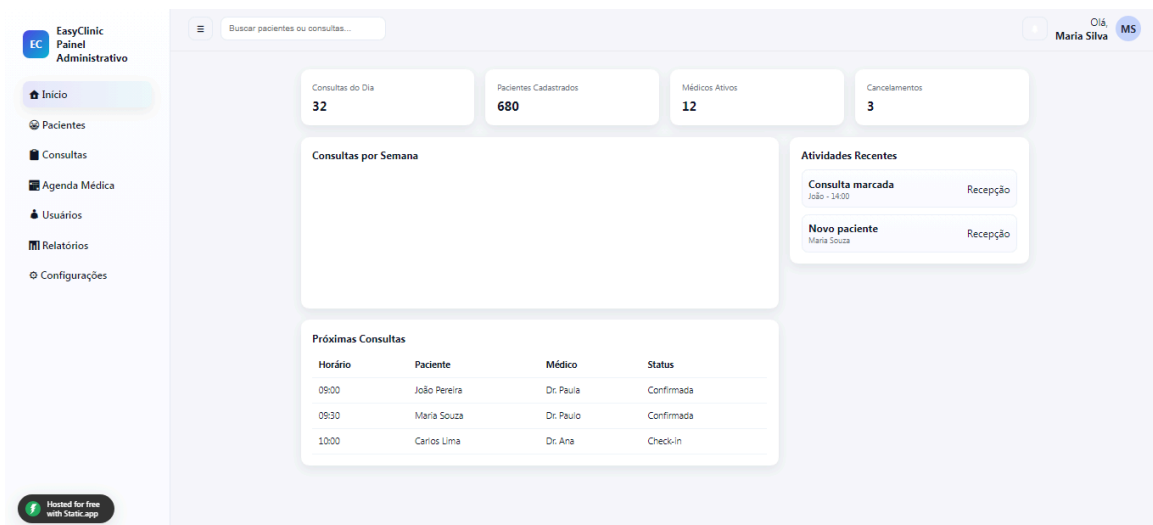 EC
EasyClinic
Painel
Administrativo
Início
Pacientes
Consultas
Agenda Médica
Usuários
Relatórios
Configurações
Hosted for free
with Static.app
Buscar pacientes ou consultas...
Olá,
Maria Silva
MS
Consultas do Dia
32
Pacientes Cadastrados
680
Médicos Ativos
12
Cancelamentos
3
Consultas por Semana
Atividades Recentes
Consulta marcada
João - 14:00
Recepção
Novo paciente
Maria Souza
Recepção
Próximas Consultas
Horário Paciente Médico Status
09:00 João Pereira Dr. Paula Confirmada
09:30 Maria Souza Dr. Paulo Confirmada
10:00 Carlos Lima Dr. Ana Check-in